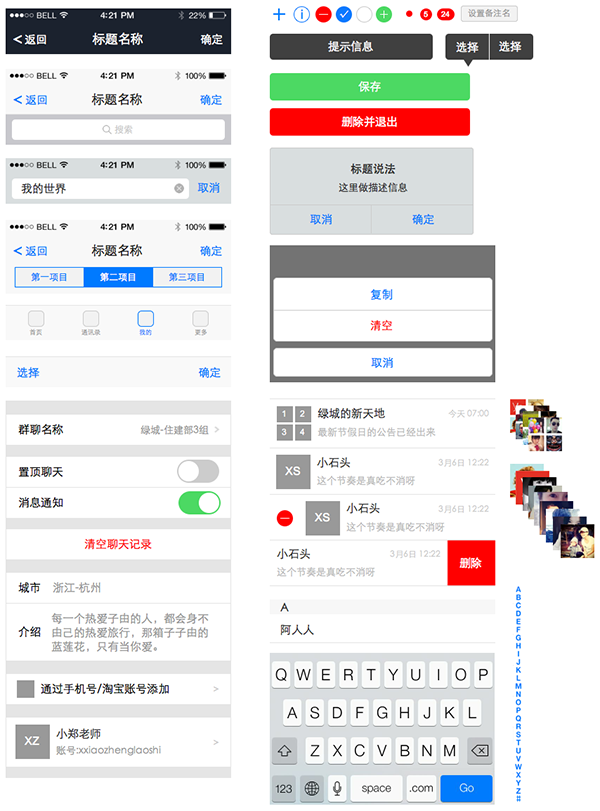 BELL 4:21 PM 22%
<返回 标题名称 确定
BELL 4:21 PM 100%
<返回 标题名称 确定
搜索
BELL 4:21 PM 100%
我的世界 取消
BELL 4:21 PM 100%
<返回 标题名称 确定
第一项目 第二项目 第三项目
首页 通讯录 我的 更多
选择 确定
群聊名称 绿城-住建部3组 >
置顶聊天
消息通知
清空聊天记录
城市 浙江-杭州
介绍 每一个热爱子由的人，都会身不
由己的热爱旅行，那箱子子由的
蓝莲花，只有当你爱。
通过手机号/淘宝账号添加 >
XZ 小郑老师
账号:xxiaozhenglaoshi >
5 24 设置备注名
提示信息 选择 选择
保存
删除并退出
标题说法
这里做描述信息
取消 确定
复制
清空
取消
1 2 绿城的新天地 今天 07:00
3 4 最新节假日的公告已经出来
XS 小石头 3月6日 12:22
这个节奏是真吃不消呀
XS 小石头 3月6日 12:22
这个节奏是真吃不消呀
小石头 3月6日 12:22 删除
这个节奏是真吃不消呀
A
阿人人
Q W E R T Y U I O P
A S D F G H J K L
Z X C V B N M
123 space .com Go
A
B
C
D
E
F
G
H
I
J
K
L
M
N
O
P
Q
R
S
T
U
V
W
X
Y
Z
#